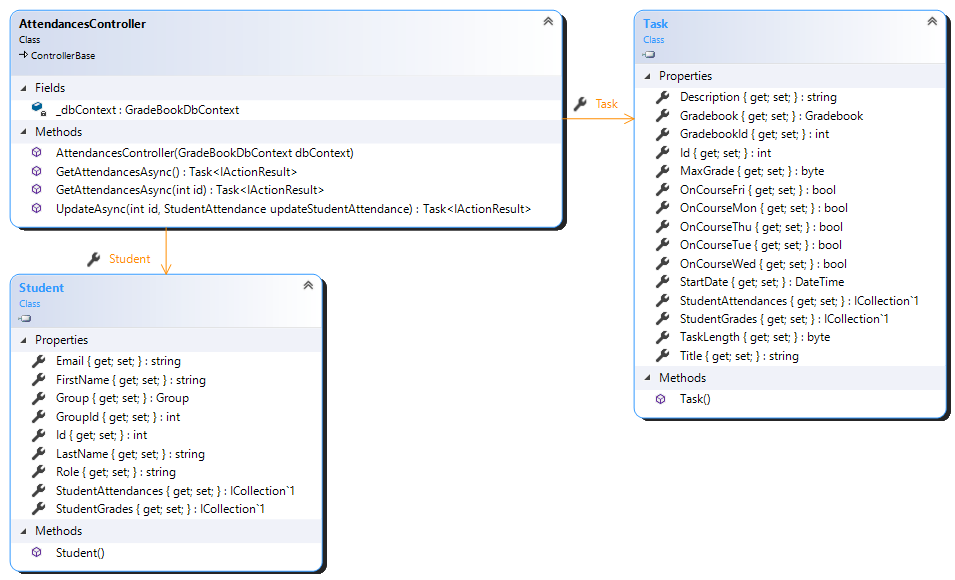 AttendancesController
Class
ControllerBase
Fields
_dbContext : GradeBookDbContext
Methods
AttendancesController(GradeBookDbContext dbContext)
GetAttendancesAsync() : Task<IActionResult>
GetAttendancesAsync(int id) : Task<IActionResult>
UpdateAsync(int id, StudentAttendance updateStudentAttendance) : Task<IActionResult>
Task
Student
Task
Class
Properties
Description { get; set; } : string
Gradebook { get; set; } : Gradebook
GradebookId { get; set; } : int
Id { get; set; } : int
MaxGrade { get; set; } : byte
OnCourseFri { get; set; } : bool
OnCourseMon { get; set; } : bool
OnCourseThu { get; set; } : bool
OnCourseTue { get; set; } : bool
OnCourseWed { get; set; } : bool
StartDate { get; set; } : DateTime
StudentAttendances { get; set; } : ICollection`1
StudentGrades { get; set; } : ICollection`1
TaskLength { get; set; } : byte
Title { get; set; } : string
Methods
Task()
Student
Class
Properties
Email { get; set; } : string
FirstName { get; set; } : string
Group { get; set; } : Group
GroupId { get; set; } : int
Id { get; set; } : int
LastName { get; set; } : string
Role { get; set; } : string
StudentAttendances { get; set; } : ICollection`1
StudentGrades { get; set; } : ICollection`1
Methods
Student()